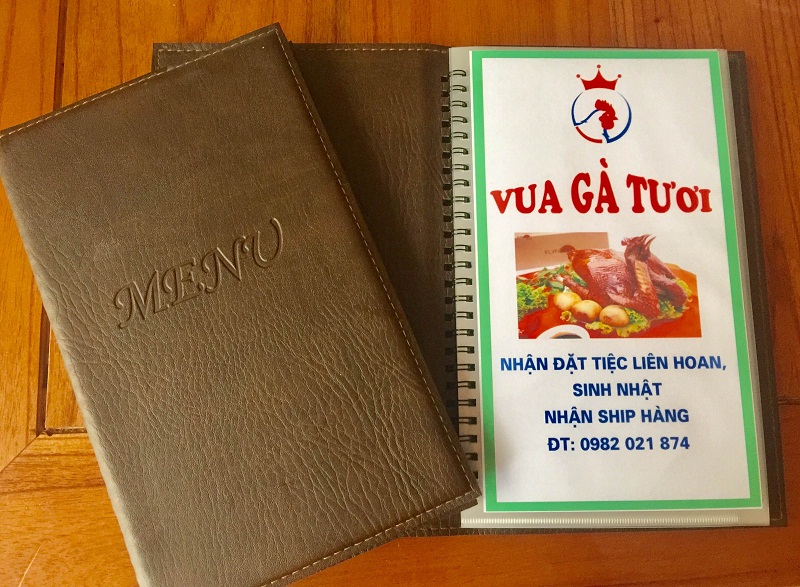 MENU
VUA GÀ TƯƠI
NHẬN ĐẶT TIỆC LIÊN HOAN,
SINH NHẬT
NHẬN SHIP HÀNG
ĐT: 0982 021 874